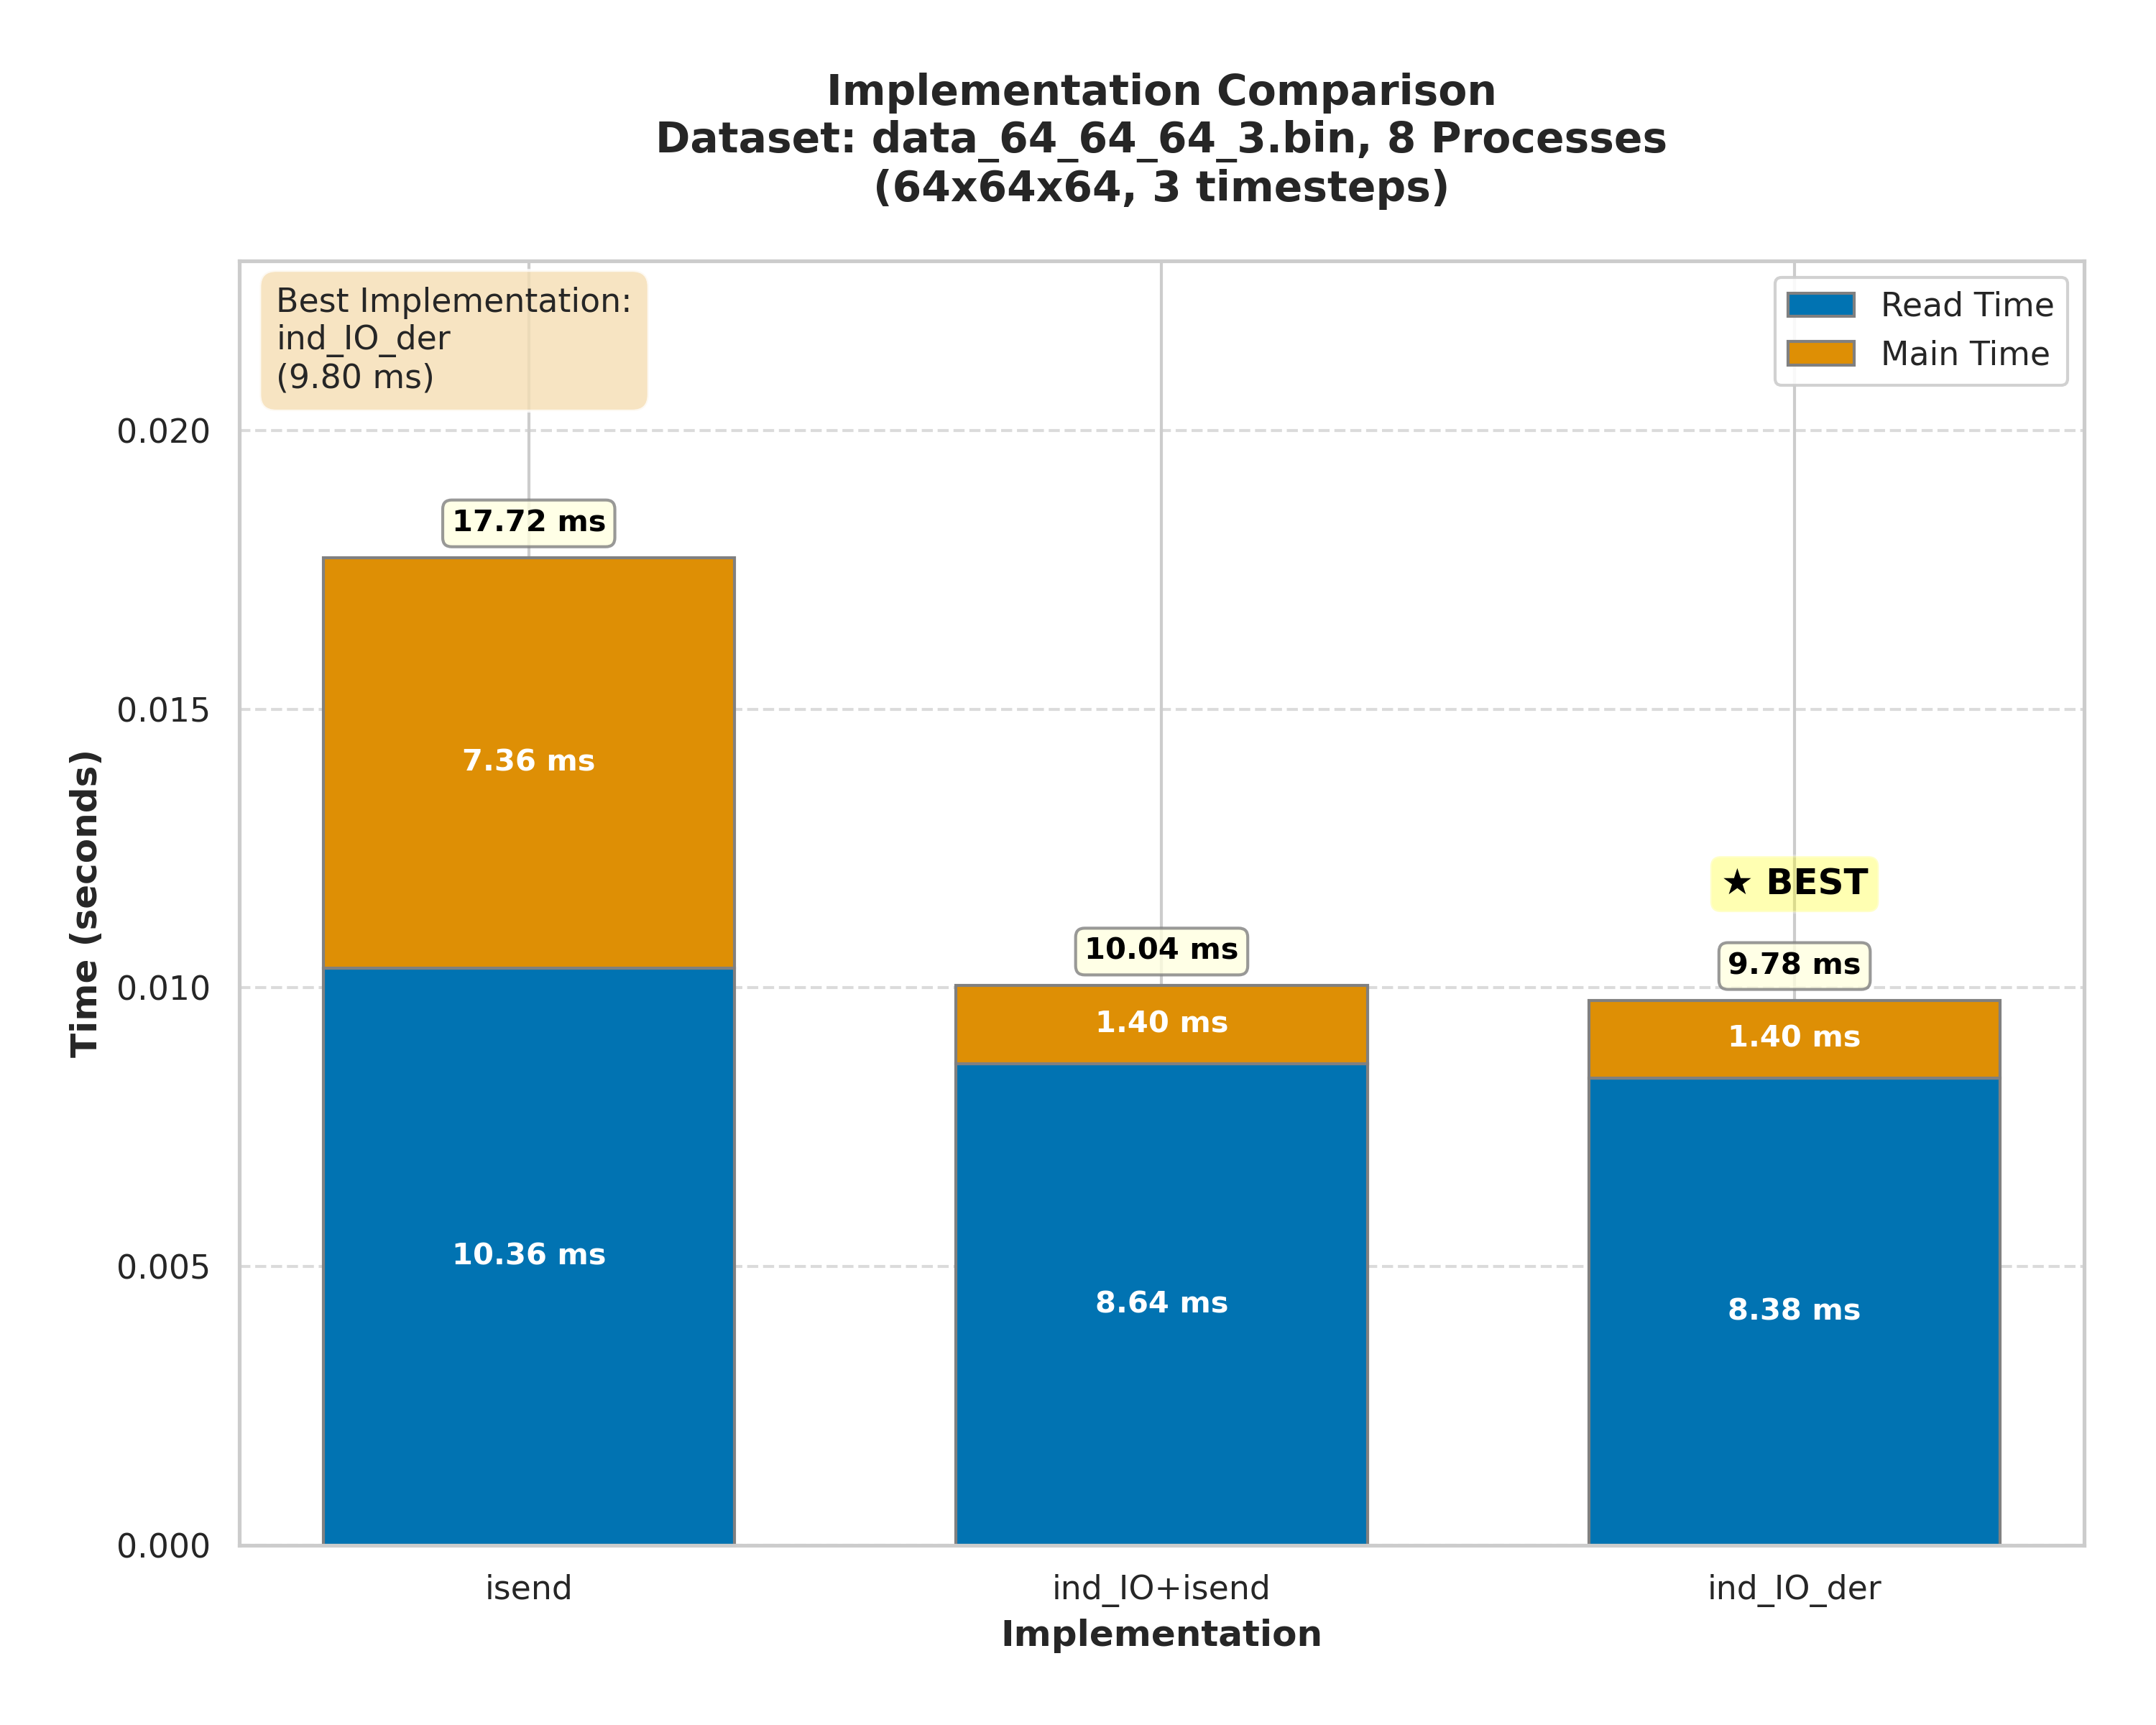 Implementation Comparison
Dataset: data_64_64_64_3.bin, 8 Processes
(64x64x64, 3 timesteps)
Best Implementation:
ind_IO_der
(9.80 ms)
Read Time
Main Time
0.020
0.015
0.010
0.005
0.000
Time (seconds)
17.72 ms
7.36 ms
10.36 ms
10.04 ms
1.40 ms
8.64 ms
★ BEST
9.78 ms
1.40 ms
8.38 ms
isend
ind_IO+isend
ind_IO_der
Implementation